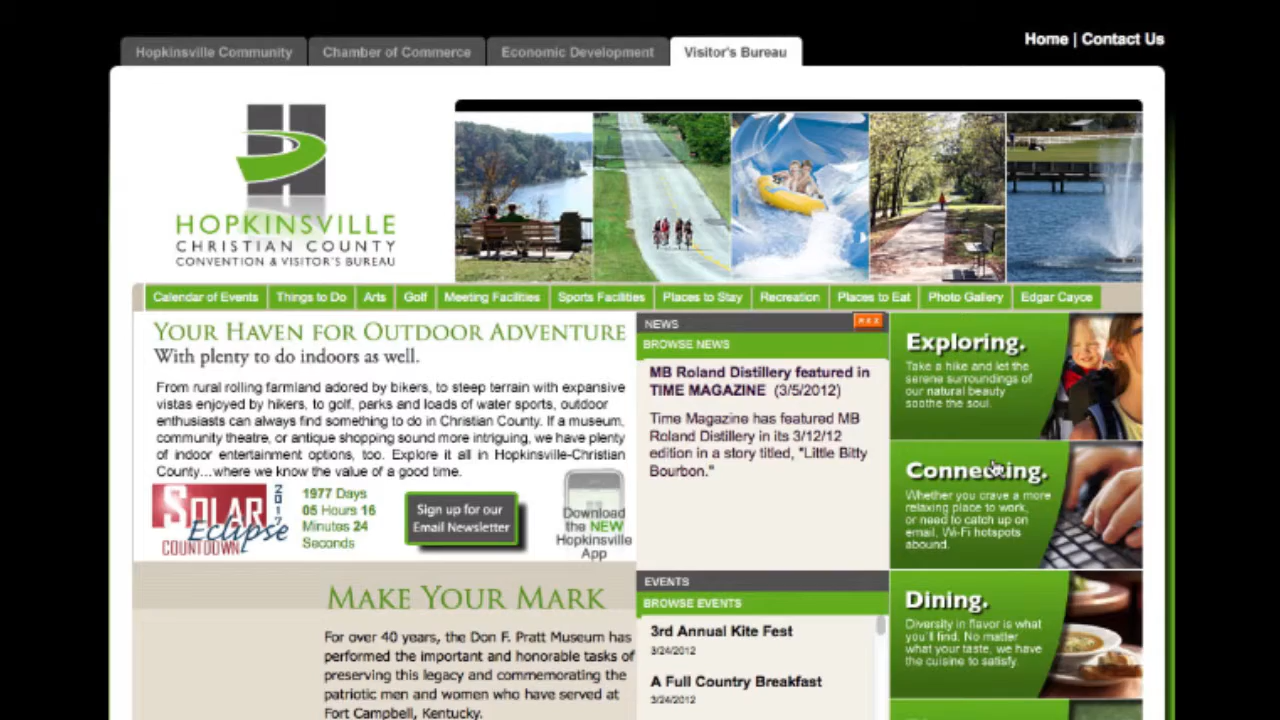 Hopkinsville Community
Chamber of Commerce
Economic Development
Visitor's Bureau
Home | Contact Us
H
HOPKINSVILLE
CHRISTIAN COUNTY
CONVENTION & VISITOR'S BUREAU
Calendar of Events
Things to Do
Arts
Golf
Meeting Facilities
Sports Facilities
Places to Stay
Recreation
Places to Eat
Photo Gallery
Edgar Cayce
YOUR HAVEN FOR OUTDOOR ADVENTURE
With plenty to do indoors as well.
From rural rolling farmland adored by bikers, to steep terrain with expansive
vistas enjoyed by hikers, to golf, parks and loads of water sports, outdoor
enthusiasts can always find something to do in Christian County. If a museum,
community theatre, or antique shopping sound more intriguing, we have plenty
of indoor entertainment options, too. Explore it all in Hopkinsville-Christian
County...where we know the value of a good time.
SOLAR
Eclipse
COUNTDOWN
2017
1977 Days
05 Hours 16
Minutes 24
Seconds
Sign up for our
Email Newsletter
Download
the NEW
Hopkinsville
App
MAKE YOUR MARK
For over 40 years, the Don F. Pratt Museum has
performed the important and honorable tasks of
preserving this legacy and commemorating the
patriotic men and women who have served at
Fort Campbell, Kentucky.
NEWS
BROWSE NEWS
MB Roland Distillery featured in
TIME MAGAZINE (3/5/2012)
Time Magazine has featured MB
Roland Distillery in its 3/12/12
edition in a story titled, "Little Bitty
Bourbon."
EVENTS
BROWSE EVENTS
3rd Annual Kite Fest
3/24/2012
A Full Country Breakfast
3/24/2012
Exploring.
Take a hike and let the
serene surroundings of
our natural beauty
soothe the soul.
Connecting.
Whether you crave a more
relaxing place to work,
or need to catch up on
email, Wi-Fi hotspots
abound.
Dining.
Diversity in flavor is what
you'll find. No matter
what your taste, we have
the cuisine to satisfy.